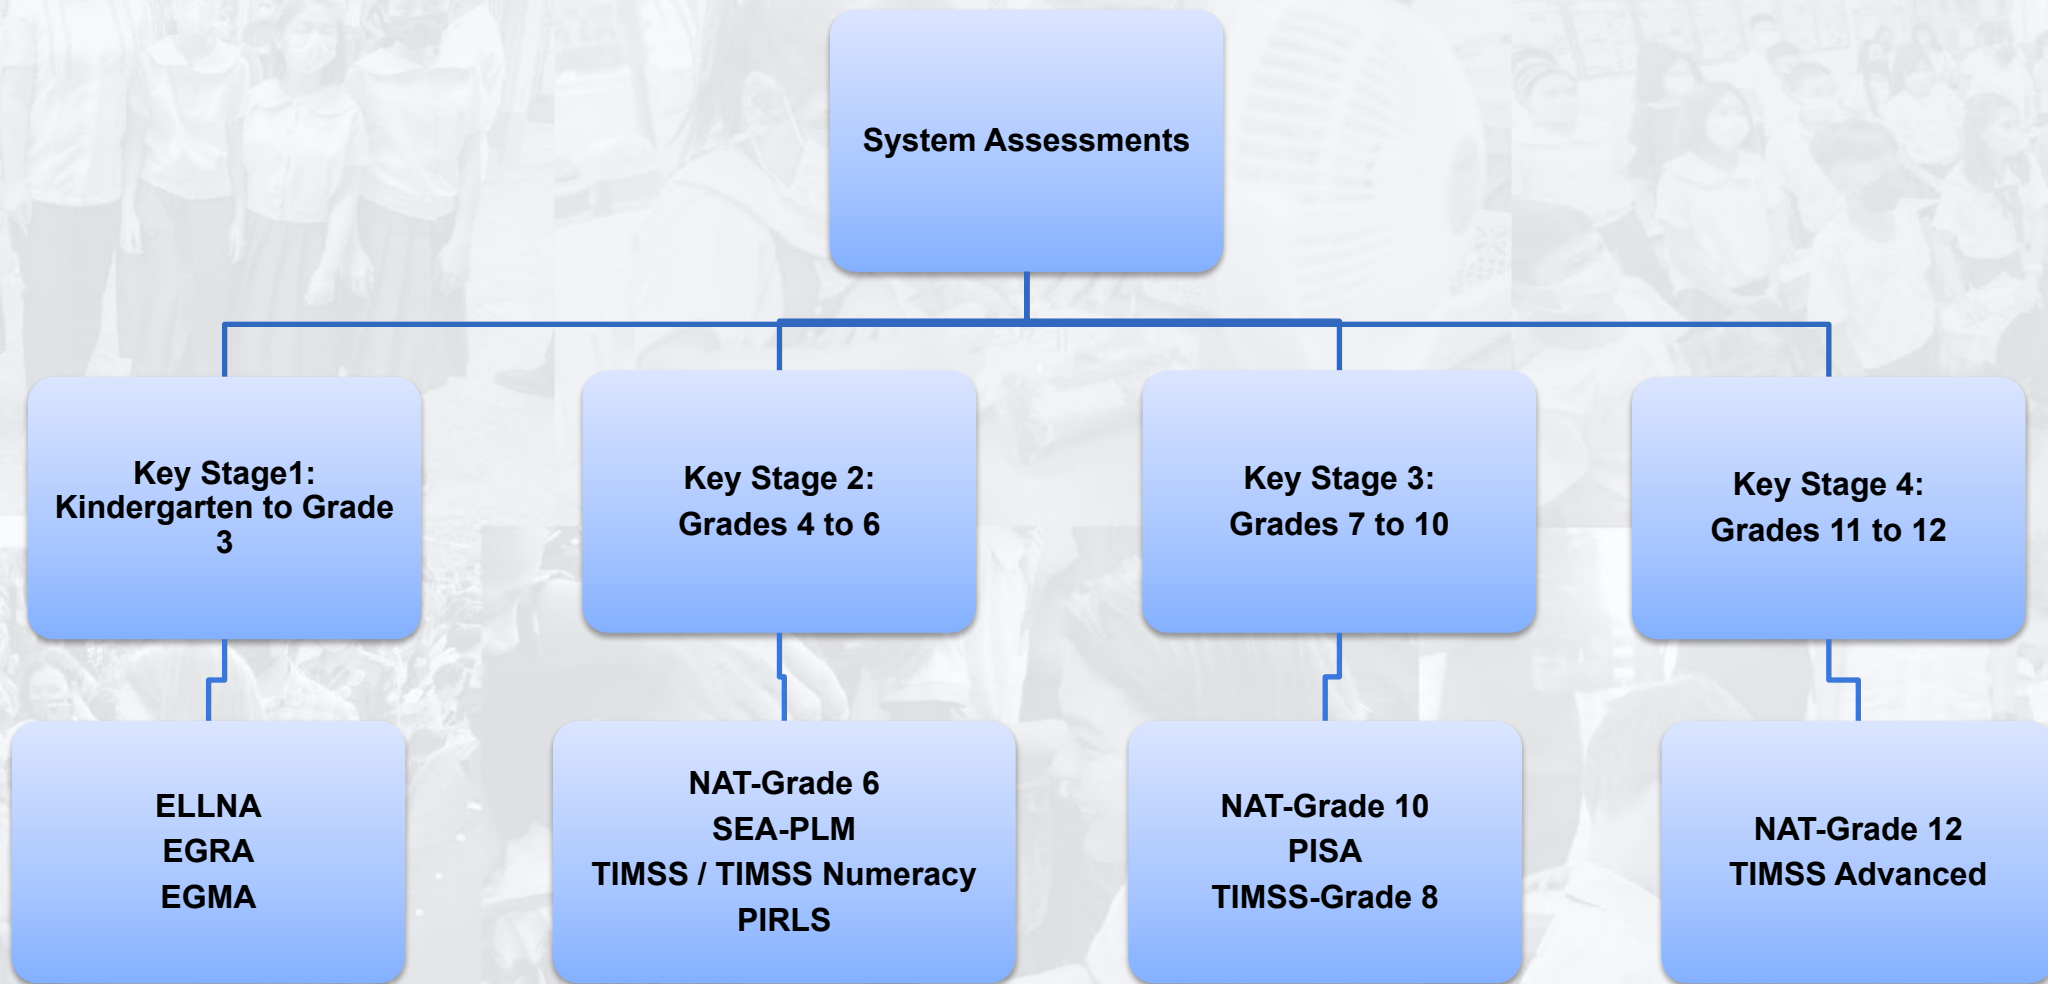 System Assessments
Key Stage1:
Kindergarten to Grade
3
Key Stage 2:
Grades 4 to 6
Key Stage 3:
Grades 7 to 10
Key Stage 4:
Grades 11 to 12
ELLNA
EGRA
EGMA
NAT-Grade 6
SEA-PLM
TIMSS / TIMSS Numeracy
PIRLS
NAT-Grade 10
PISA
TIMSS-Grade 8
NAT-Grade 12
TIMSS Advanced